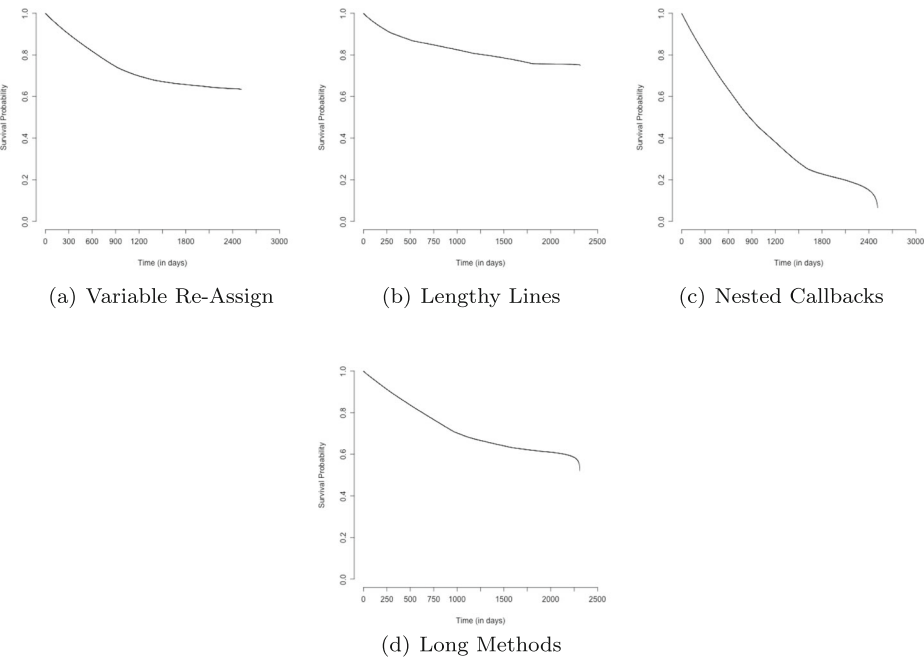 1.0
0.8
0.6
0.4
0.2
0.0
Survival Probability
0 300 600 900 1200 1800 2400 3000
Time (in days)
(a) Variable Re-Assign
1.0
0.8
0.6
0.4
0.2
0.0
Survival Probability
0 250 500 750 1000 1500 2000 2500
Time (in days)
(b) Lengthy Lines
1.0
0.8
0.6
0.4
0.2
0.0
Survival Probability
0 300 600 900 1200 1800 2400 3000
Time (in days)
(c) Nested Callbacks
1.0
0.8
0.6
0.4
0.2
0.0
Survival Probability
0 250 500 750 1000 1500 2000 2500
Time (in days)
(d) Long Methods